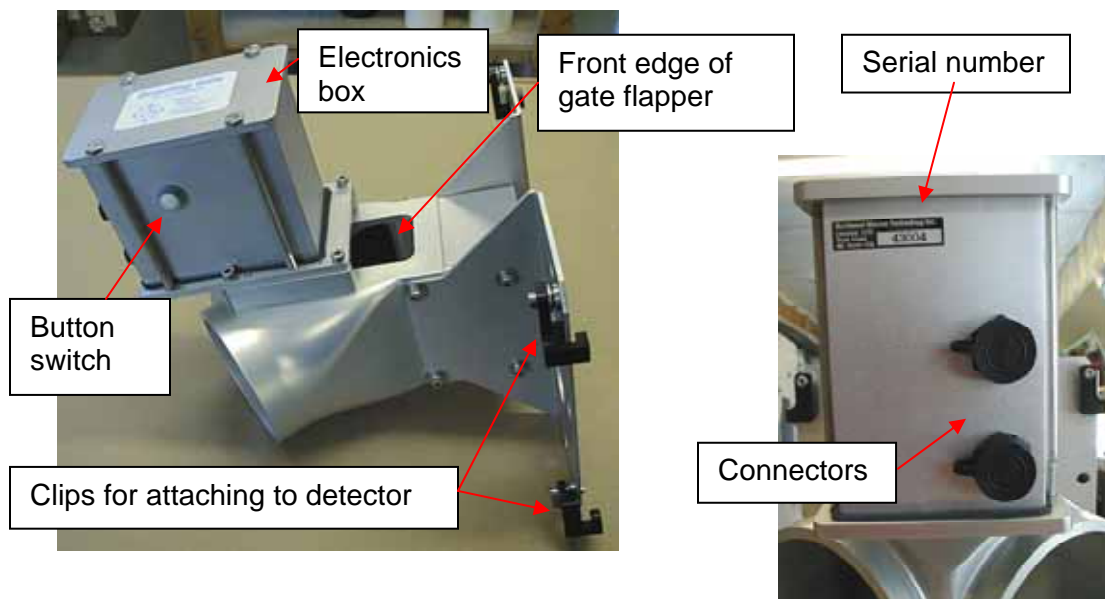 Electronics
box
Front edge of
gate flapper
Serial number
Button
switch
Clips for attaching to detector
Connectors
43004